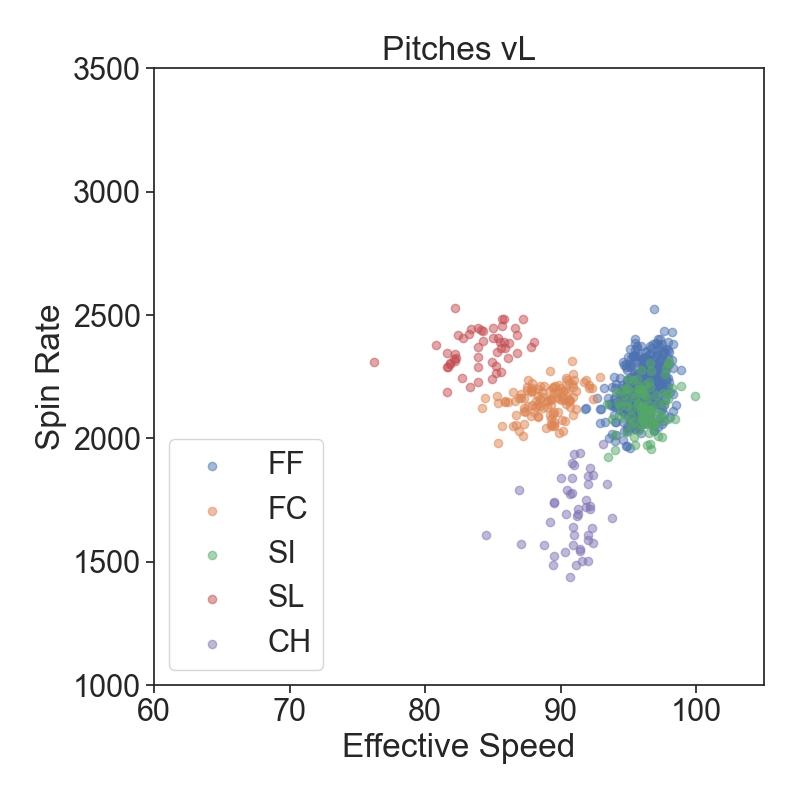 Pitches vL
3500
3000
2500
2000
1500
1000
Spin Rate
FF
FC
SI
SL
CH
60 70 80 90 100
Effective Speed